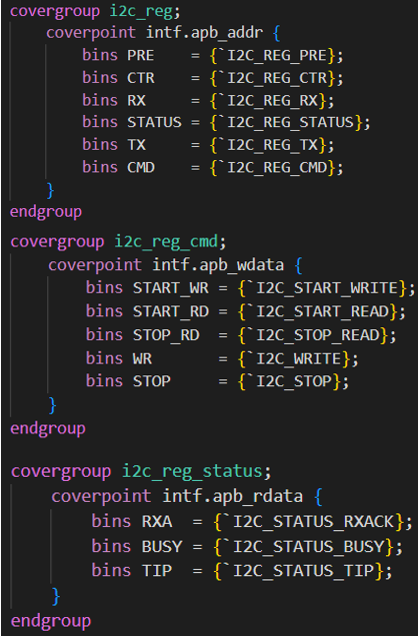 covergroup i2c_reg;
    coverpoint intf.apb_addr {
        bins PRE    = {`I2C_REG_PRE};
        bins CTR    = {`I2C_REG_CTR};
        bins RX     = {`I2C_REG_RX};
        bins STATUS = {`I2C_REG_STATUS};
        bins TX     = {`I2C_REG_TX};
        bins CMD    = {`I2C_REG_CMD};
    }
endgroup
covergroup i2c_reg_cmd;
    coverpoint intf.apb_wdata {
        bins START_WR = {`I2C_START_WRITE};
        bins START_RD = {`I2C_START_READ};
        bins STOP_RD  = {`I2C_STOP_READ};
        bins WR       = {`I2C_WRITE};
        bins STOP     = {`I2C_STOP};
    }
endgroup
covergroup i2c_reg_status;
    coverpoint intf.apb_rdata {
        bins RXA  = {`I2C_STATUS_RXACK};
        bins BUSY = {`I2C_STATUS_BUSY};
        bins TIP  = {`I2C_STATUS_TIP};
    }
endgroup